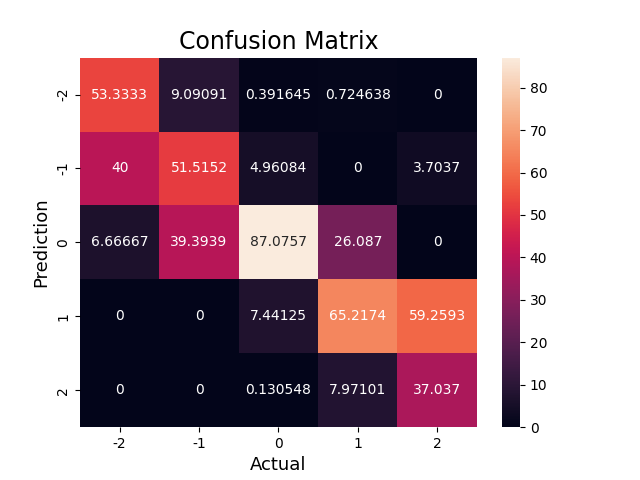 Confusion Matrix
-2 53.3333 9.09091 0.391645 0.724638 0
-1 40 51.5152 4.96084 0 3.7037
0 6.66667 39.3939 87.0757 26.087 0
1 0 0 7.44125 65.2174 59.2593
2 0 0 0.130548 7.97101 37.037
-2 -1 0 1 2
Actual
Prediction
80
70
60
50
40
30
20
10
0